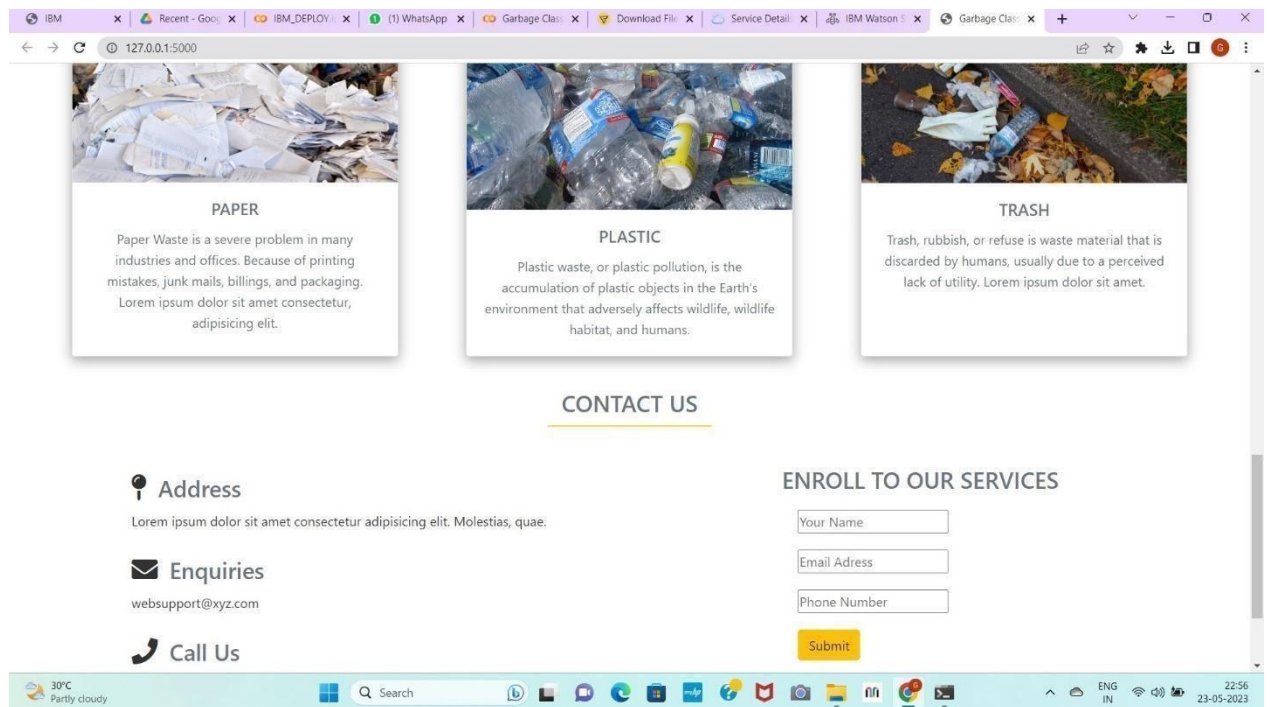 IBM
Recent - Goog
IBM_DEPLOY.i
(1) WhatsApp
Garbage Clas
Download Fil
Service Detail
IBM Watson S
Garbage Clas
127.0.0.1:5000
G
PAPER
Paper Waste is a severe problem in many
industries and offices. Because of printing
mistakes, junk mails, billings, and packaging.
Lorem ipsum dolor sit amet consectetur,
adipisicing elit.
PLASTIC
Plastic waste, or plastic pollution, is the
accumulation of plastic objects in the Earth's
environment that adversely affects wildlife, wildlife
habitat, and humans.
TRASH
Trash, rubbish, or refuse is waste material that is
discarded by humans, usually due to a perceived
lack of utility. Lorem ipsum dolor sit amet.
CONTACT US
Address
Lorem ipsum dolor sit amet consectetur adipisicing elit. Molestias, quae.
Enquiries
websupport@xyz.com
Call Us
ENROLL TO OUR SERVICES
Your Name
Email Adress
Phone Number
Submit
30°C
Partly cloudy
Search
ENG
IN
22:56
23-05-2023